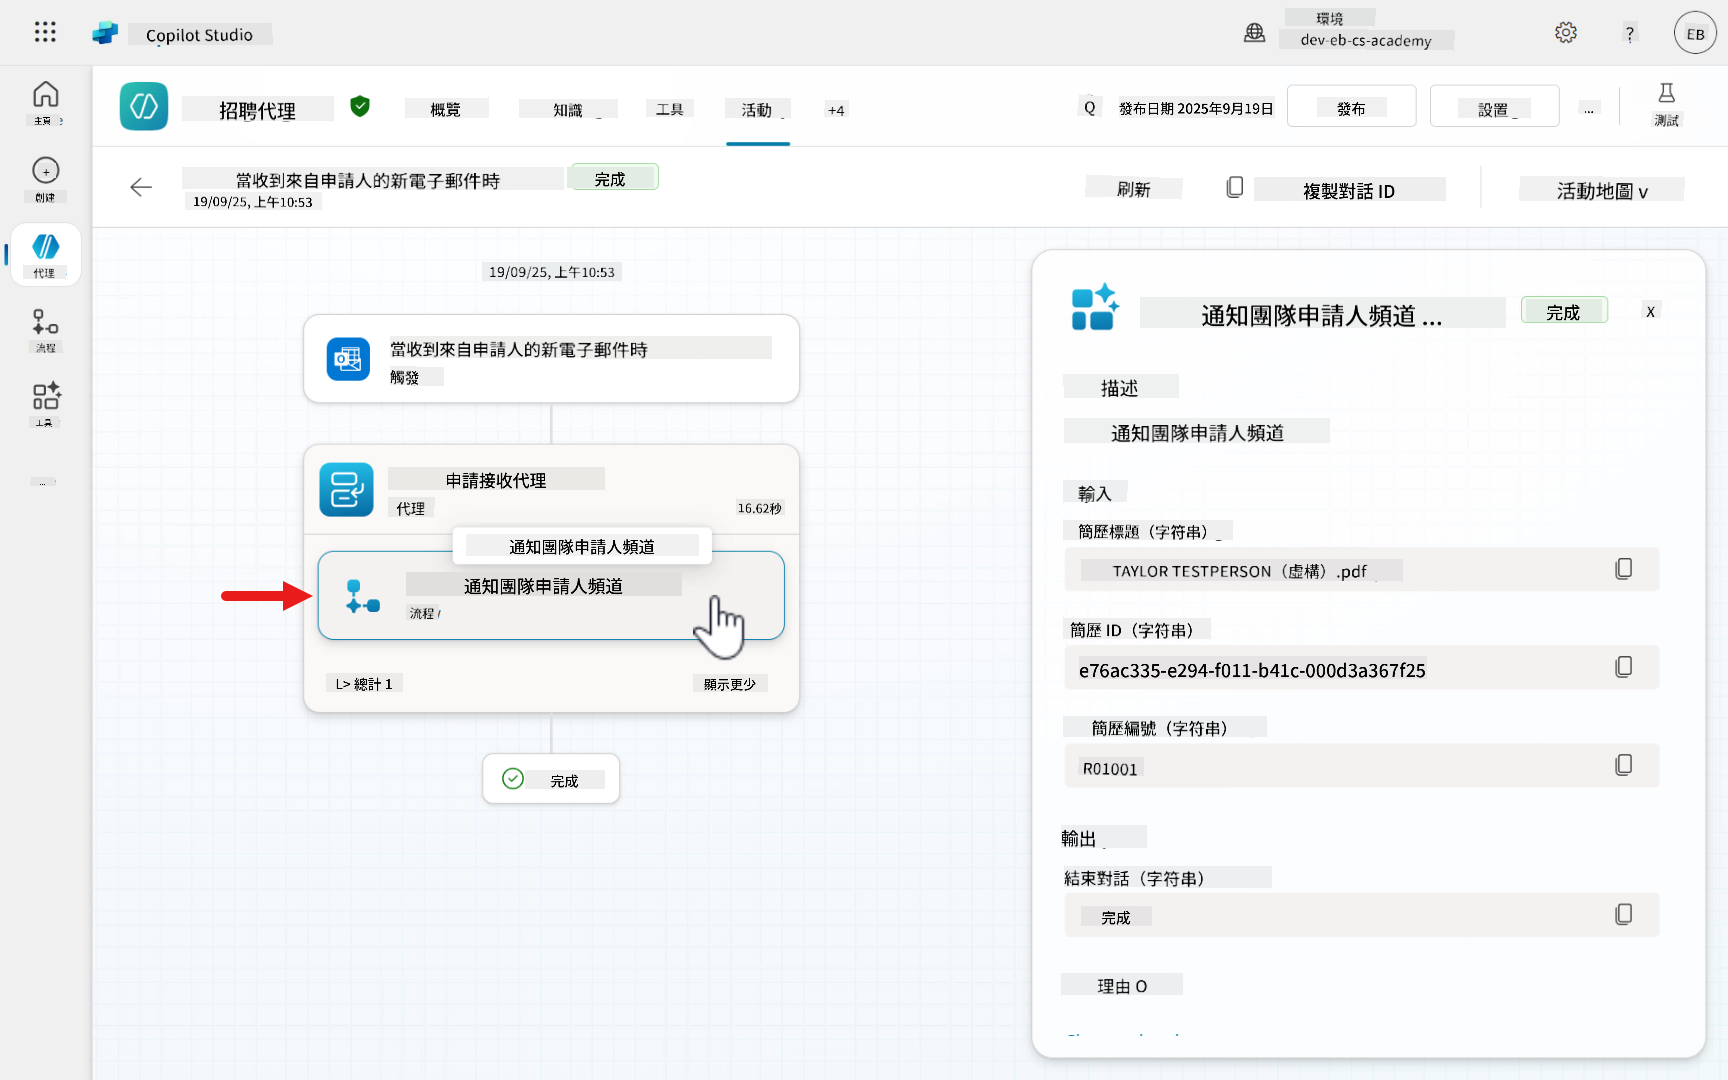 Copilot Studio
環境
dev-eb-cs-academy
?
EB
主頁
創建
代理
流程
工具
...
招聘代理
概覽
知識
工具
活動
+4
Q
發布日期 2025年9月19日
發布
設置
...
測試
當收到來自申請人的新電子郵件時
完成
19/09/25, 上午10:53
刷新
複製對話 ID
活動地圖 v
19/09/25, 上午10:53
當收到來自申請人的新電子郵件時
觸發
申請接收代理
代理
16.62秒
通知團隊申請人頻道
通知團隊申請人頻道
流程 /
L> 總計 1
顯示更少
完成
通知團隊申請人頻道 ...
完成
X
描述
通知團隊申請人頻道
輸入
簡歷標題（字符串）
TAYLOR TESTPERSON（虛構）.pdf
簡歷 ID（字符串）
e76ac335-e294-f011-b41c-000d3a367f25
簡歷編號（字符串）
R01001
輸出
結束對話（字符串）
完成
理由 O